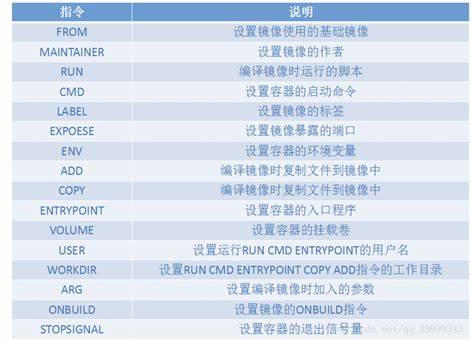 指令 说明
FROM 设置镜像使用的基础镜像
MAINTAINER 设置镜像的作者
RUN 编译镜像时运行的脚本
CMD 设置容器的启动命令
LABEL 设置镜像的标签
EXPOESE 设置镜像暴露的端口
ENV 设置容器的环境变量
ADD 编译镜像时复制文件到镜像中
COPY 编译镜像时复制文件到镜像中
ENTRYPOINT 设置容器的入口程序
VOLUME 设置容器的挂载卷
USER 设置运行RUN CMD ENTRYPOINT的用户名
WORKDIR 设置RUN CMD ENTRYPOINT COPY ADD指令的工作目录
ARG 设置编译镜像时加入的参数
ONBUILD 设置镜像的ONBUILD指令
STOPSIGNAL 设置容器的退出信号量